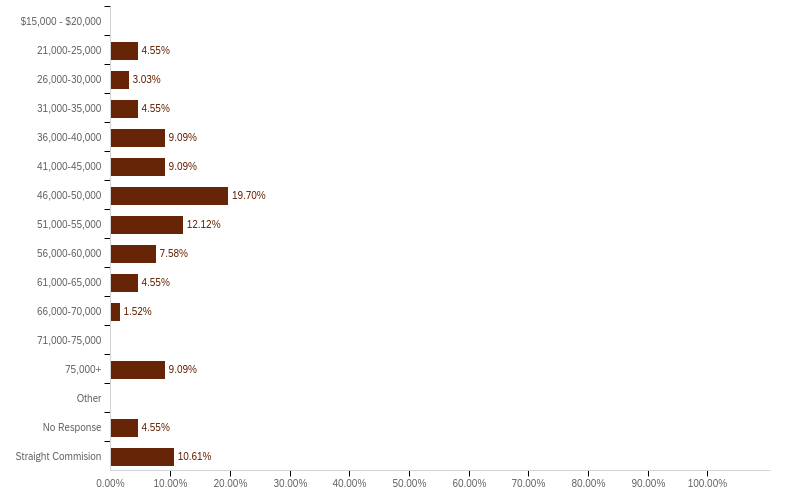 $15,000 - $20,000
21,000-25,000 4.55%
26,000-30,000 3.03%
31,000-35,000 4.55%
36,000-40,000 9.09%
41,000-45,000 9.09%
46,000-50,000 19.70%
51,000-55,000 12.12%
56,000-60,000 7.58%
61,000-65,000 4.55%
66,000-70,000 1.52%
71,000-75,000
75,000+ 9.09%
Other
No Response 4.55%
Straight Commision 10.61%
0.00% 10.00% 20.00% 30.00% 40.00% 50.00% 60.00% 70.00% 80.00% 90.00% 100.00%